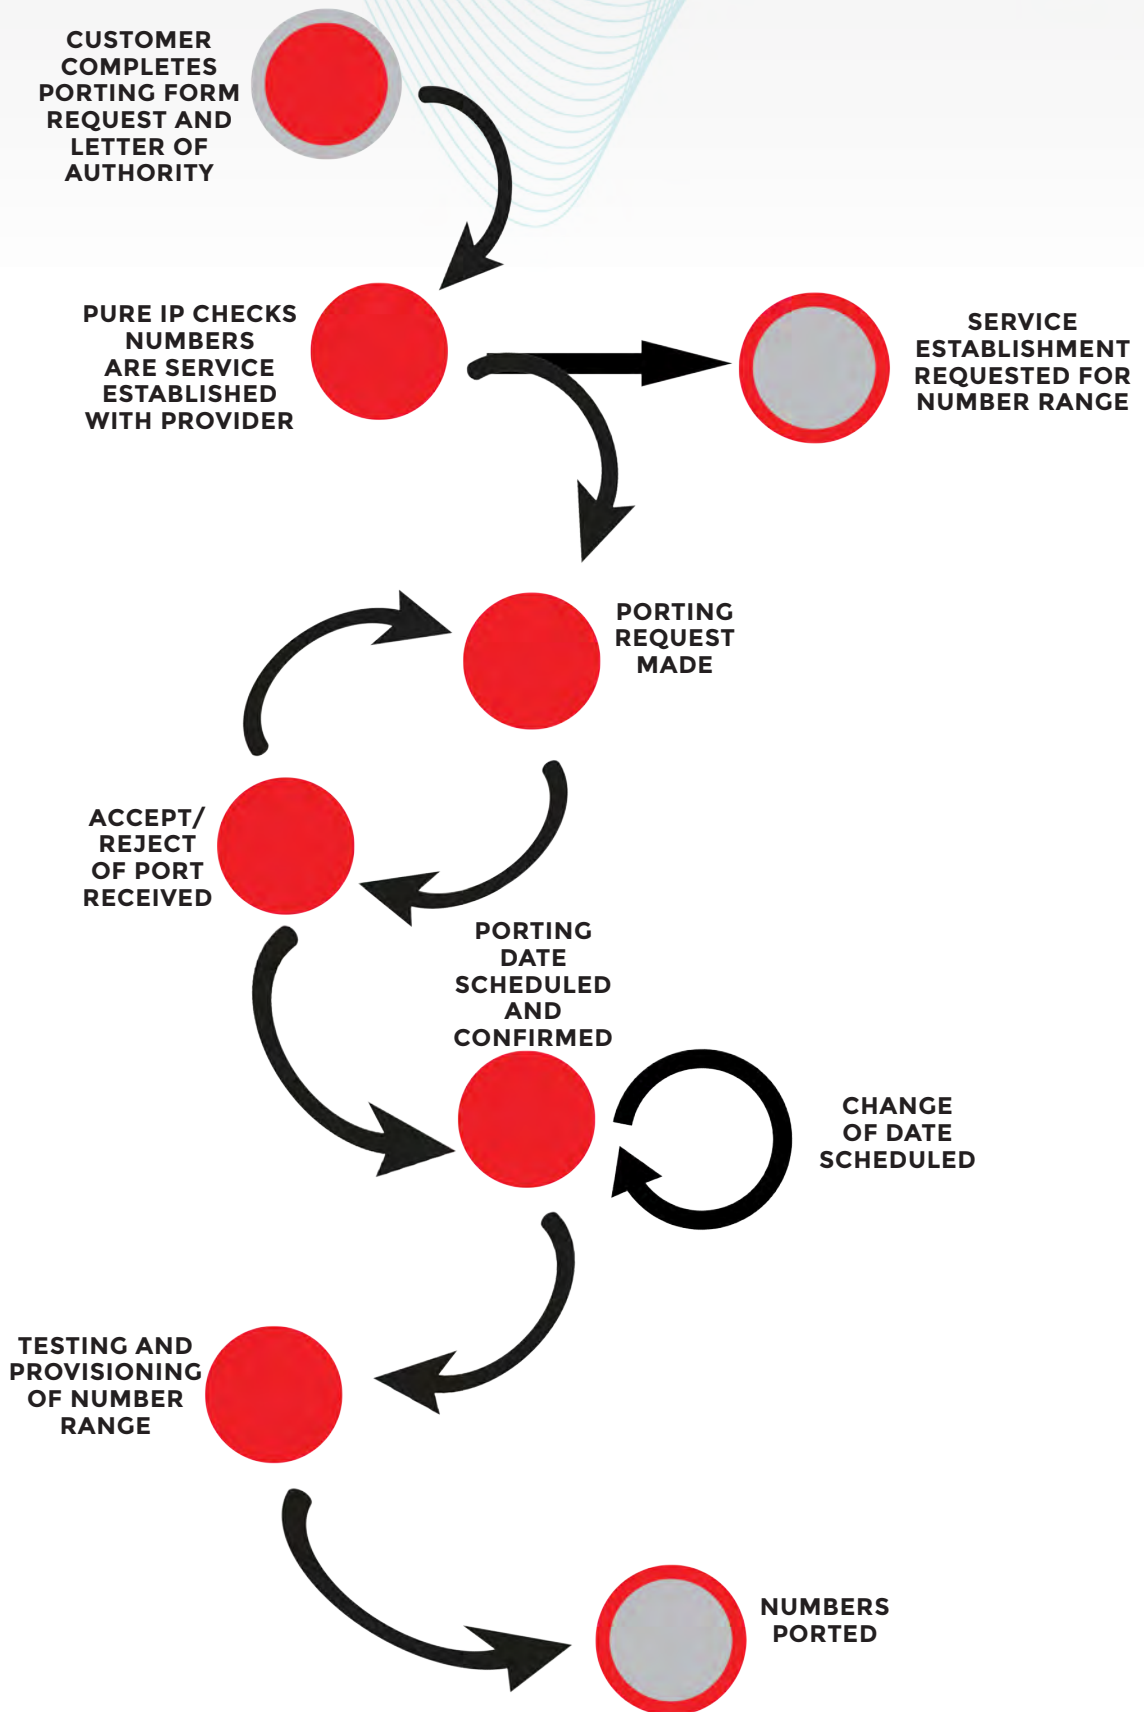 CUSTOMER
COMPLETES
PORTING FORM
REQUEST AND
LETTER OF
AUTHORITY
PURE IP CHECKS
NUMBERS
ARE SERVICE
ESTABLISHED
WITH PROVIDER
SERVICE
ESTABLISHMENT
REQUESTED FOR
NUMBER RANGE
PORTING
REQUEST
MADE
ACCEPT/
REJECT
OF PORT
RECEIVED
PORTING
DATE
SCHEDULED
AND
CONFIRMED
CHANGE
OF DATE
SCHEDULED
TESTING AND
PROVISIONING
OF NUMBER
RANGE
NUMBERS
PORTED